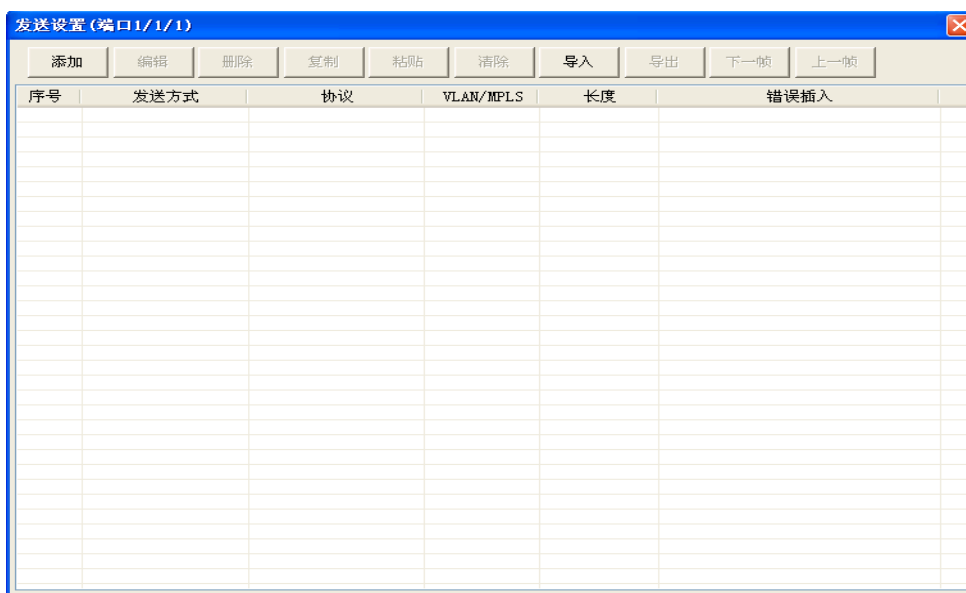 发送设置(端口1/1/1)
添加 编辑 删除 复制 粘贴 清除 导入 导出 下一帧 上一帧
序号 发送方式 协议 VLAN/MPLS 长度 错误插入